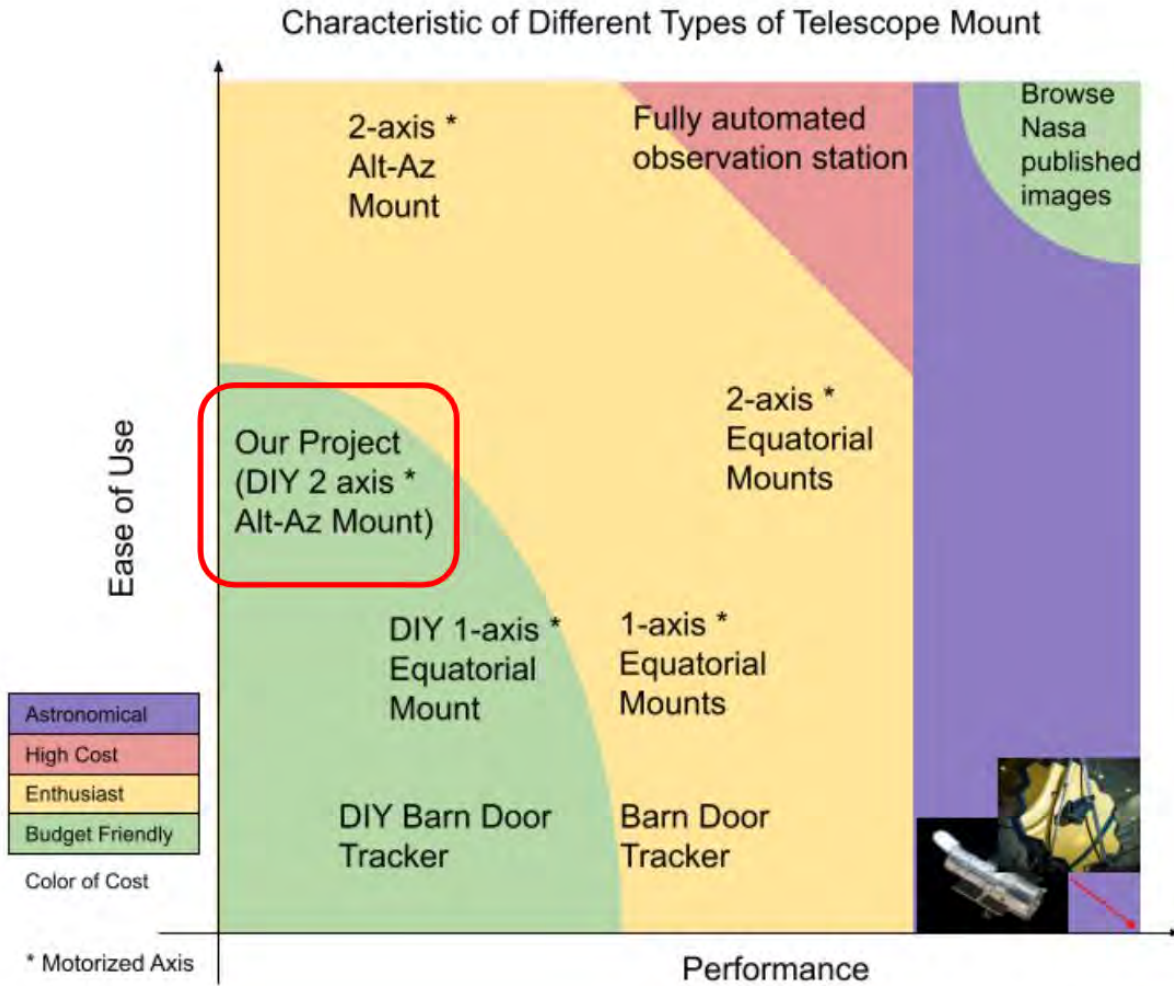 Characteristic of Different Types of Telescope Mount
2-axis *
Alt-Az
Mount
Fully automated
observation station
Browse
Nasa
published
images
Our Project
(DIY 2 axis *
Alt-Az Mount)
2-axis *
Equatorial
Mounts
DIY 1-axis *
Equatorial
Mount
1-axis *
Equatorial
Mounts
DIY Barn Door
Tracker
Barn Door
Tracker
Ease of Use
Astronomical
High Cost
Enthusiast
Budget Friendly
Color of Cost
* Motorized Axis
Performance